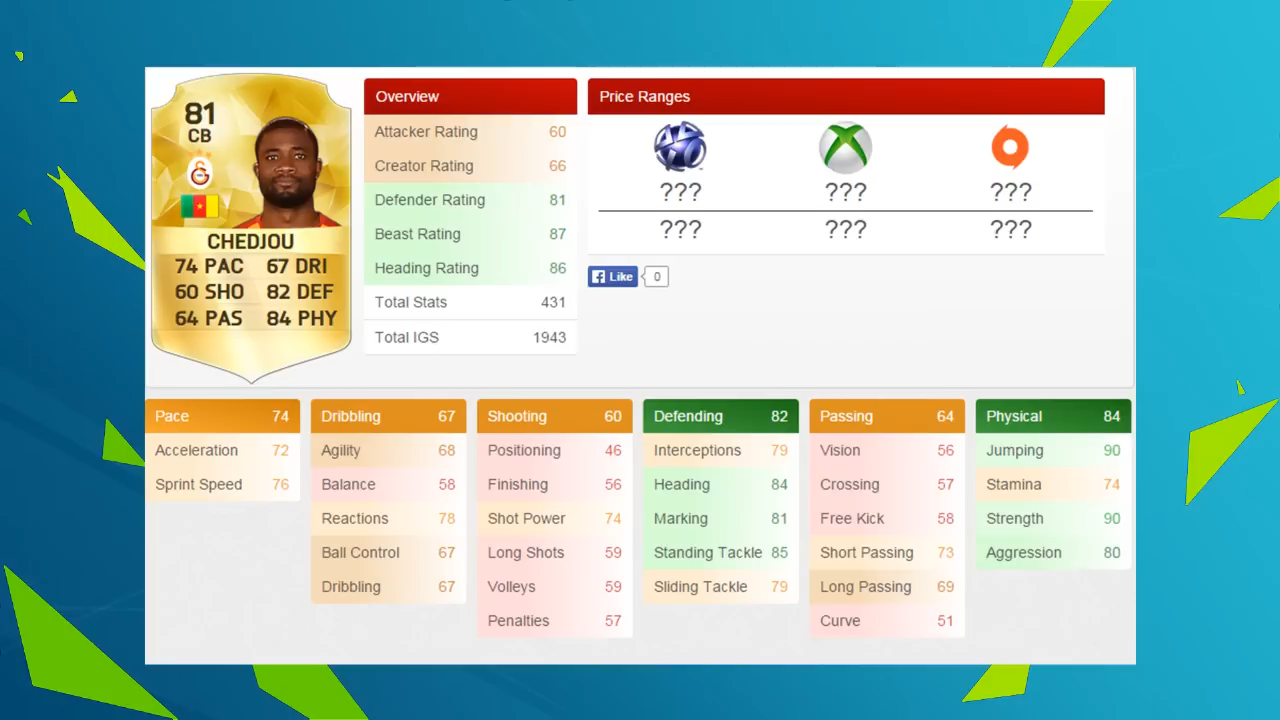 81
CB
CHEDJOU
74 PAC 67 DRI
60 SHO 82 DEF
64 PAS 84 PHY
Overview
Attacker Rating 60
Creator Rating 66
Defender Rating 81
Beast Rating 87
Heading Rating 86
Total Stats 431
Total IGS 1943
Price Ranges
??? ??? ???
??? ??? ???
Like 0
Pace 74
Acceleration 72
Sprint Speed 76
Dribbling 67
Agility 68
Balance 58
Reactions 78
Ball Control 67
Dribbling 67
Shooting 60
Positioning 46
Finishing 56
Shot Power 74
Long Shots 59
Volleys 59
Penalties 57
Defending 82
Interceptions 79
Heading 84
Marking 81
Standing Tackle 85
Sliding Tackle 79
Passing 64
Vision 56
Crossing 57
Free Kick 58
Short Passing 73
Long Passing 69
Curve 51
Physical 84
Jumping 90
Stamina 74
Strength 90
Aggression 80